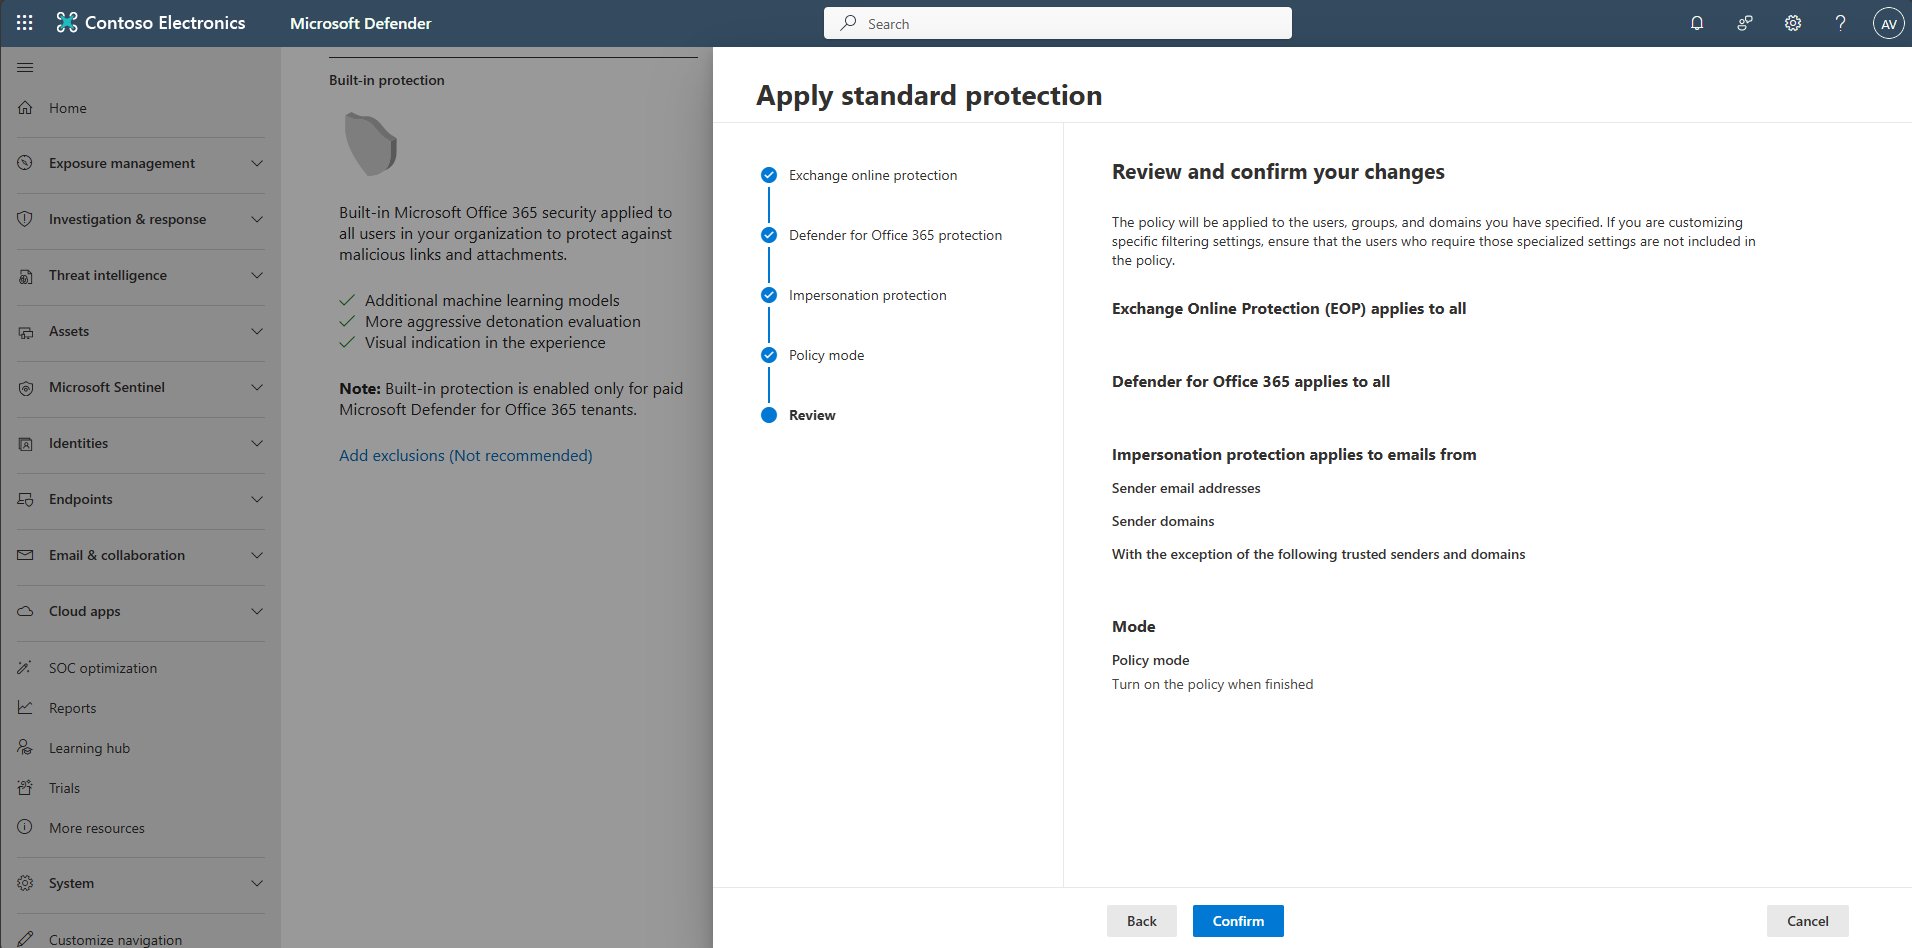 Contoso Electronics
Microsoft Defender
Search
AV
Home
Exposure management
Investigation & response
Threat intelligence
Assets
Microsoft Sentinel
Identities
Endpoints
Email & collaboration
Cloud apps
SOC optimization
Reports
Learning hub
Trials
More resources
System
Customize navigation
Built-in protection
Built-in Microsoft Office 365 security applied to
all users in your organization to protect against
malicious links and attachments.
Additional machine learning models
More aggressive detonation evaluation
Visual indication in the experience
Note: Built-in protection is enabled only for paid
Microsoft Defender for Office 365 tenants.
Add exclusions (Not recommended)
Apply standard protection
Exchange online protection
Defender for Office 365 protection
Impersonation protection
Policy mode
Review
Review and confirm your changes
The policy will be applied to the users, groups, and domains you have specified. If you are customizing
specific filtering settings, ensure that the users who require those specialized settings are not included in
the policy.
Exchange Online Protection (EOP) applies to all
Defender for Office 365 applies to all
Impersonation protection applies to emails from
Sender email addresses
Sender domains
With the exception of the following trusted senders and domains
Mode
Policy mode
Turn on the policy when finished
Back
Confirm
Cancel